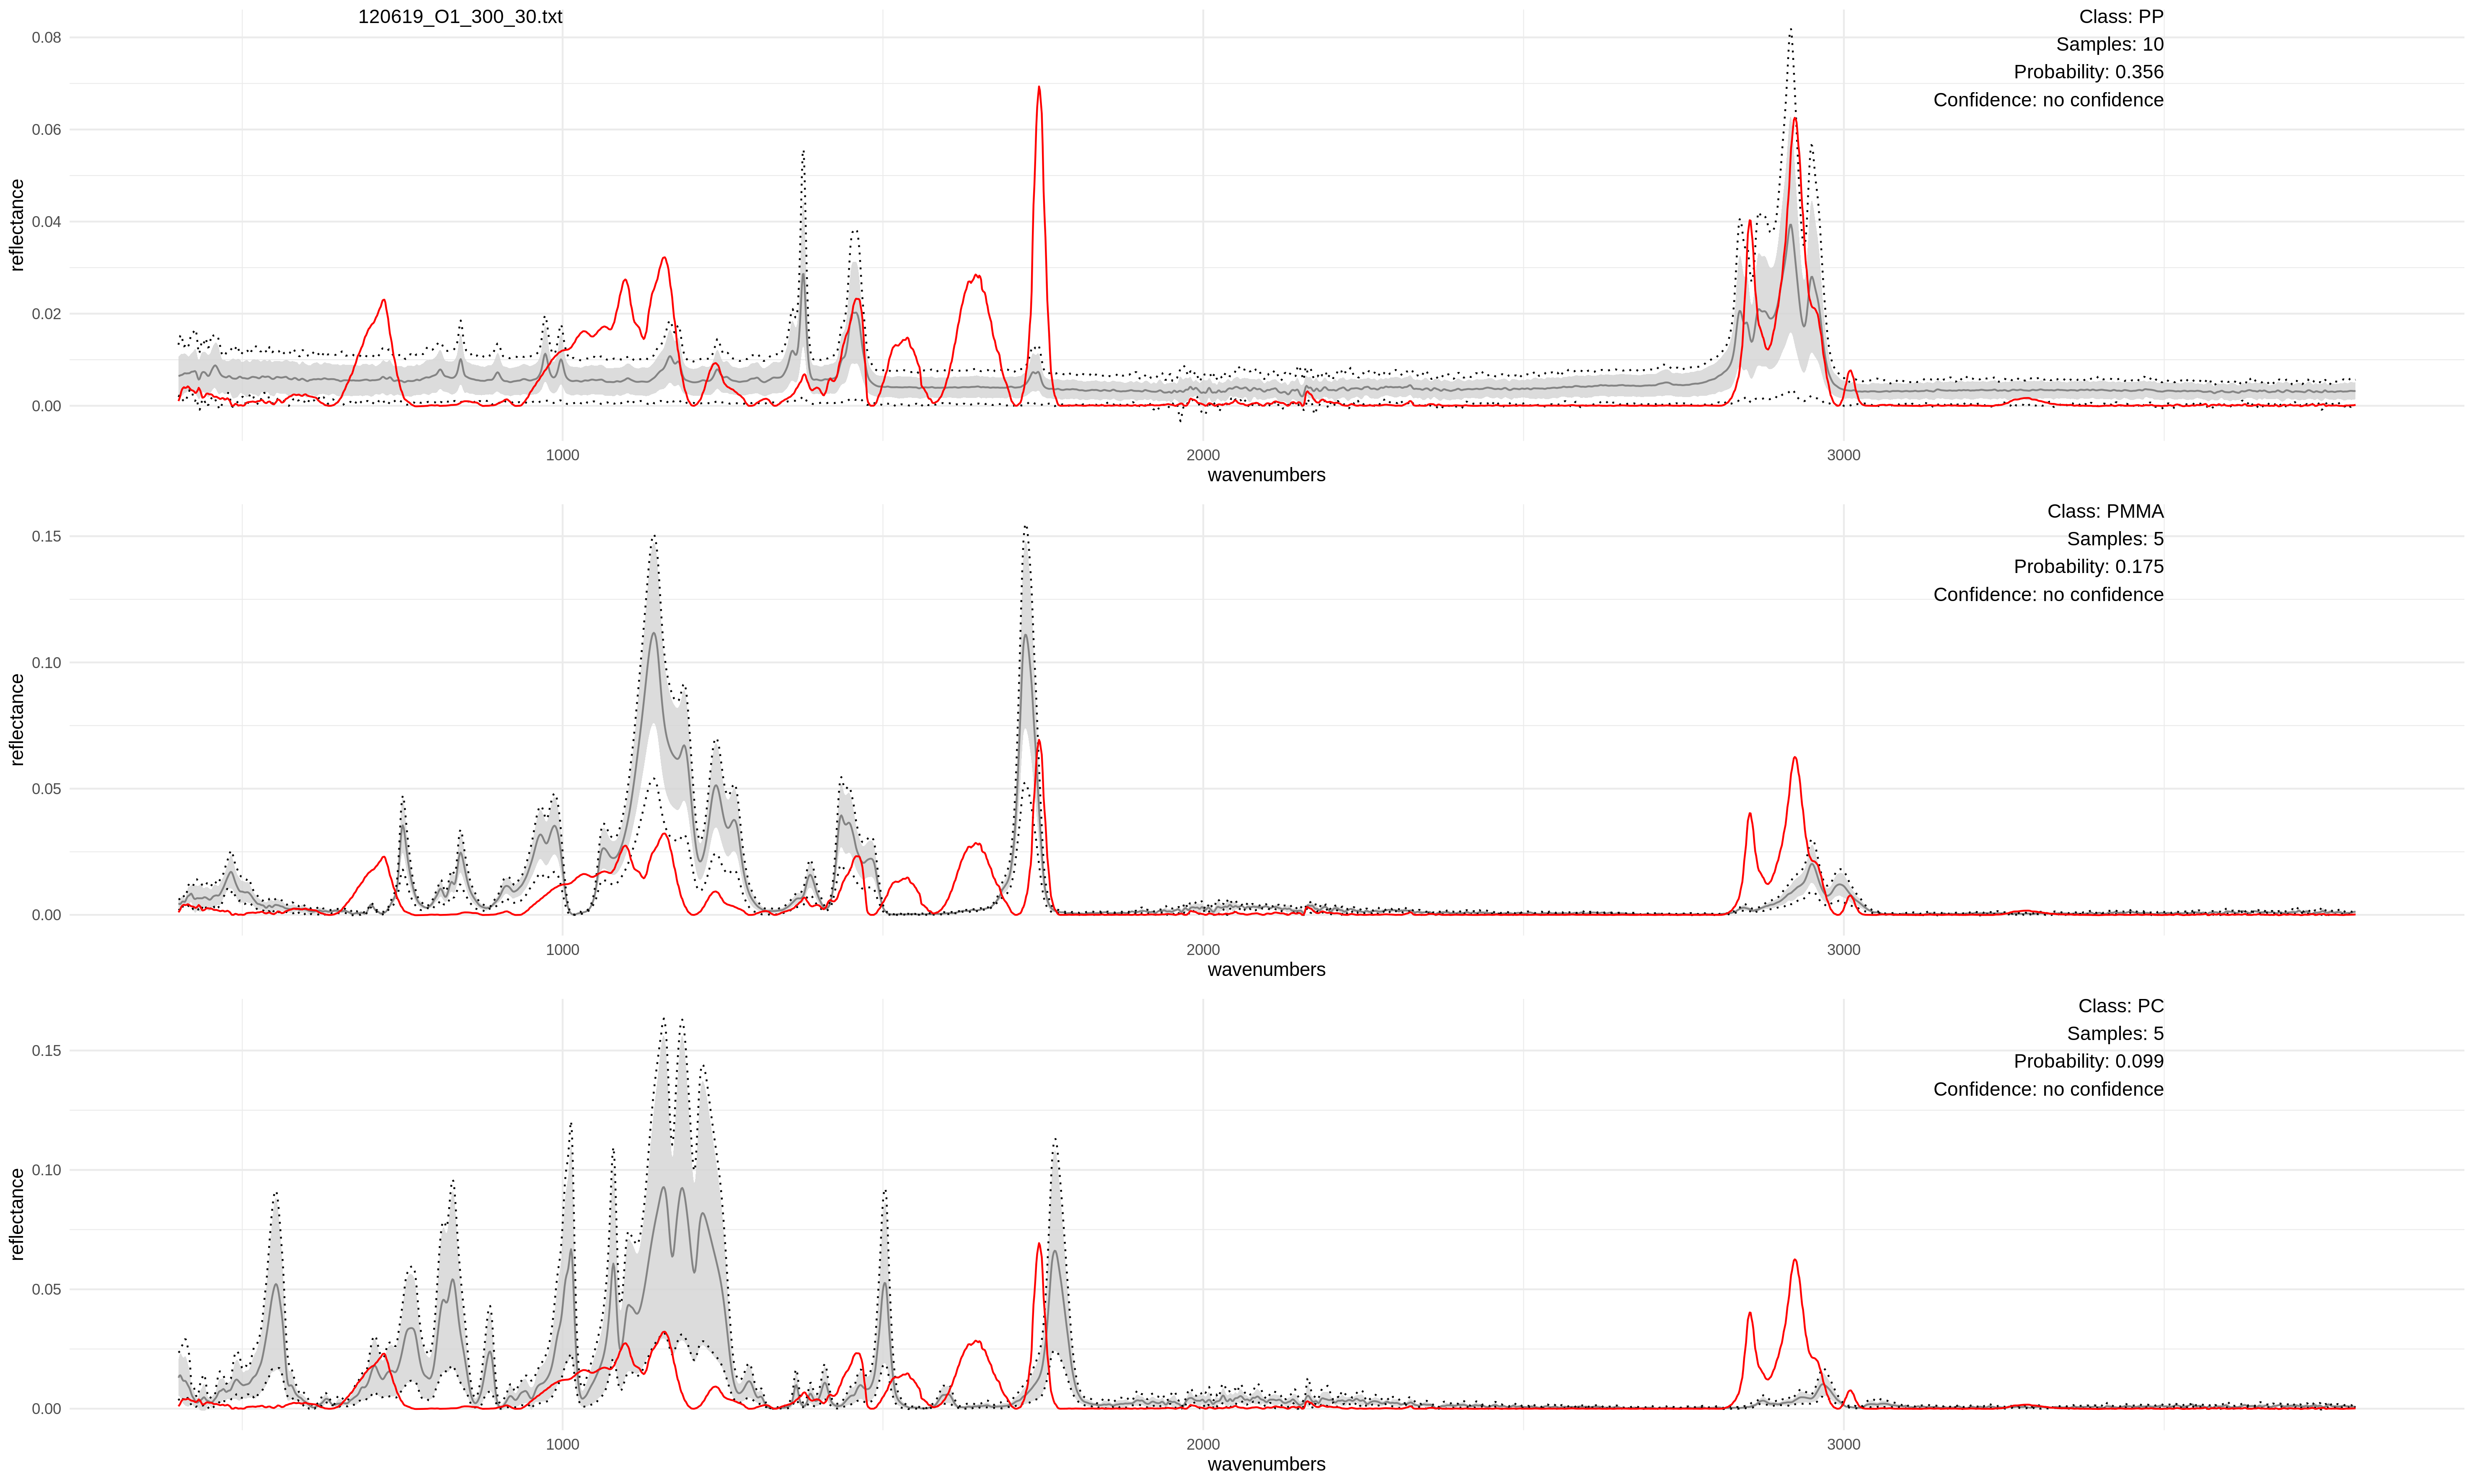 120619_O1_300_30.txt
Class: PP
Samples: 10
Probability: 0.356
Confidence: no confidence
reflectance
0.08
0.06
0.04
0.02
0.00
1000 2000 3000
wavenumbers
Class: PMMA
Samples: 5
Probability: 0.175
Confidence: no confidence
reflectance
0.15
0.10
0.05
0.00
1000 2000 3000
wavenumbers
Class: PC
Samples: 5
Probability: 0.099
Confidence: no confidence
reflectance
0.15
0.10
0.05
0.00
1000 2000 3000
wavenumbers